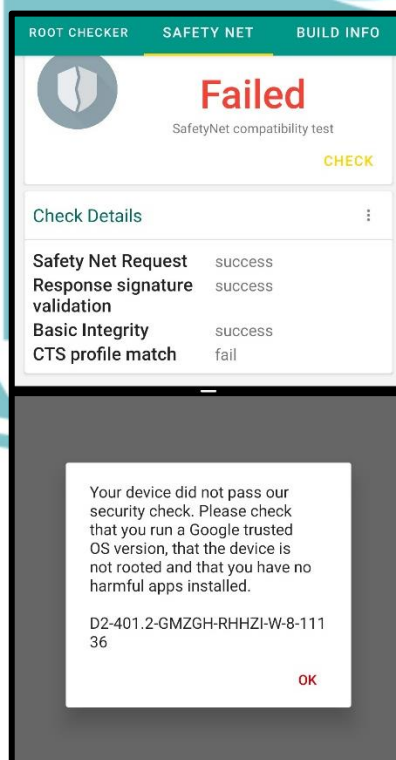 ROOT CHECKER SAFETY NET BUILD INFO
Failed
SafetyNet compatibility test
CHECK
Check Details
Safety Net Request success
Response signature success
validation
Basic Integrity success
CTS profile match fail
Your device did not pass our
security check. Please check
that you run a Google trusted
OS version, that the device is
not rooted and that you have no
harmful apps installed.
D2-401.2-GMZGH-RHHZI-W-8-111
36
OK